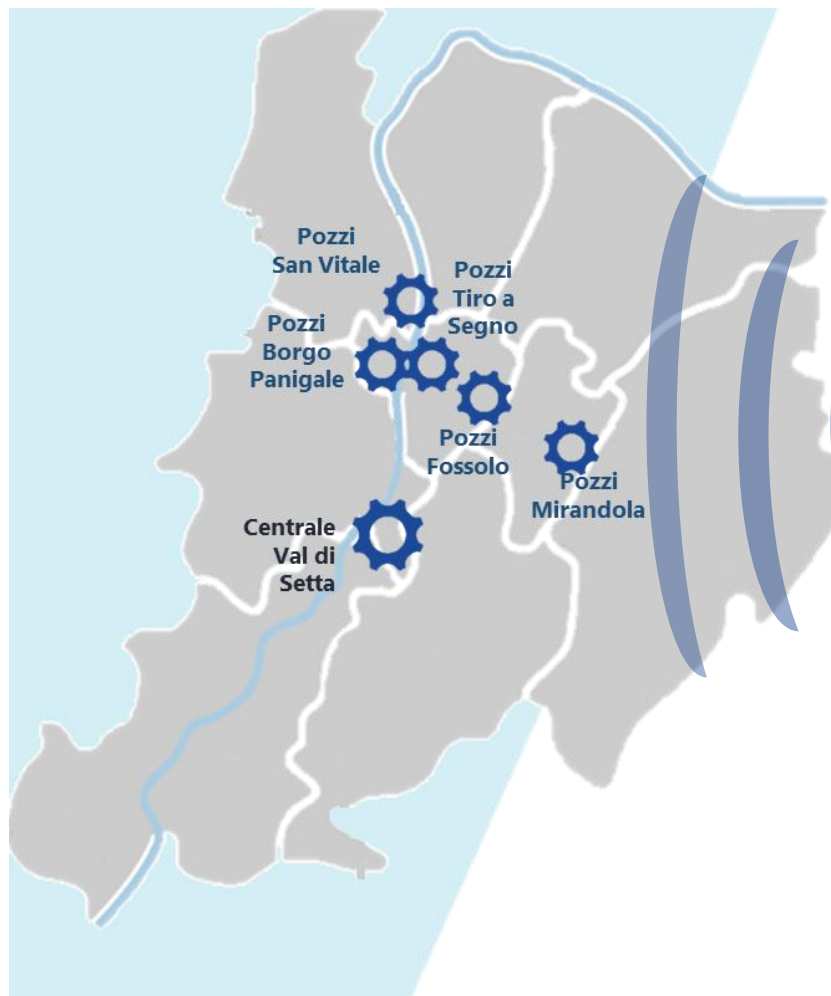 Pozzi
San Vitale
Pozzi
Tiro a
Segno
Pozzi
Borgo
Panigale
Pozzi
Fossolo
Pozzi
Mirandola
Centrale
Val di
Setta